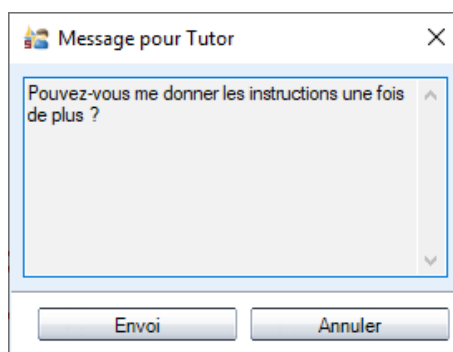 Message pour Tutor
Pouvez-vous me donner les instructions une fois
de plus ?
Envoi
Annuler